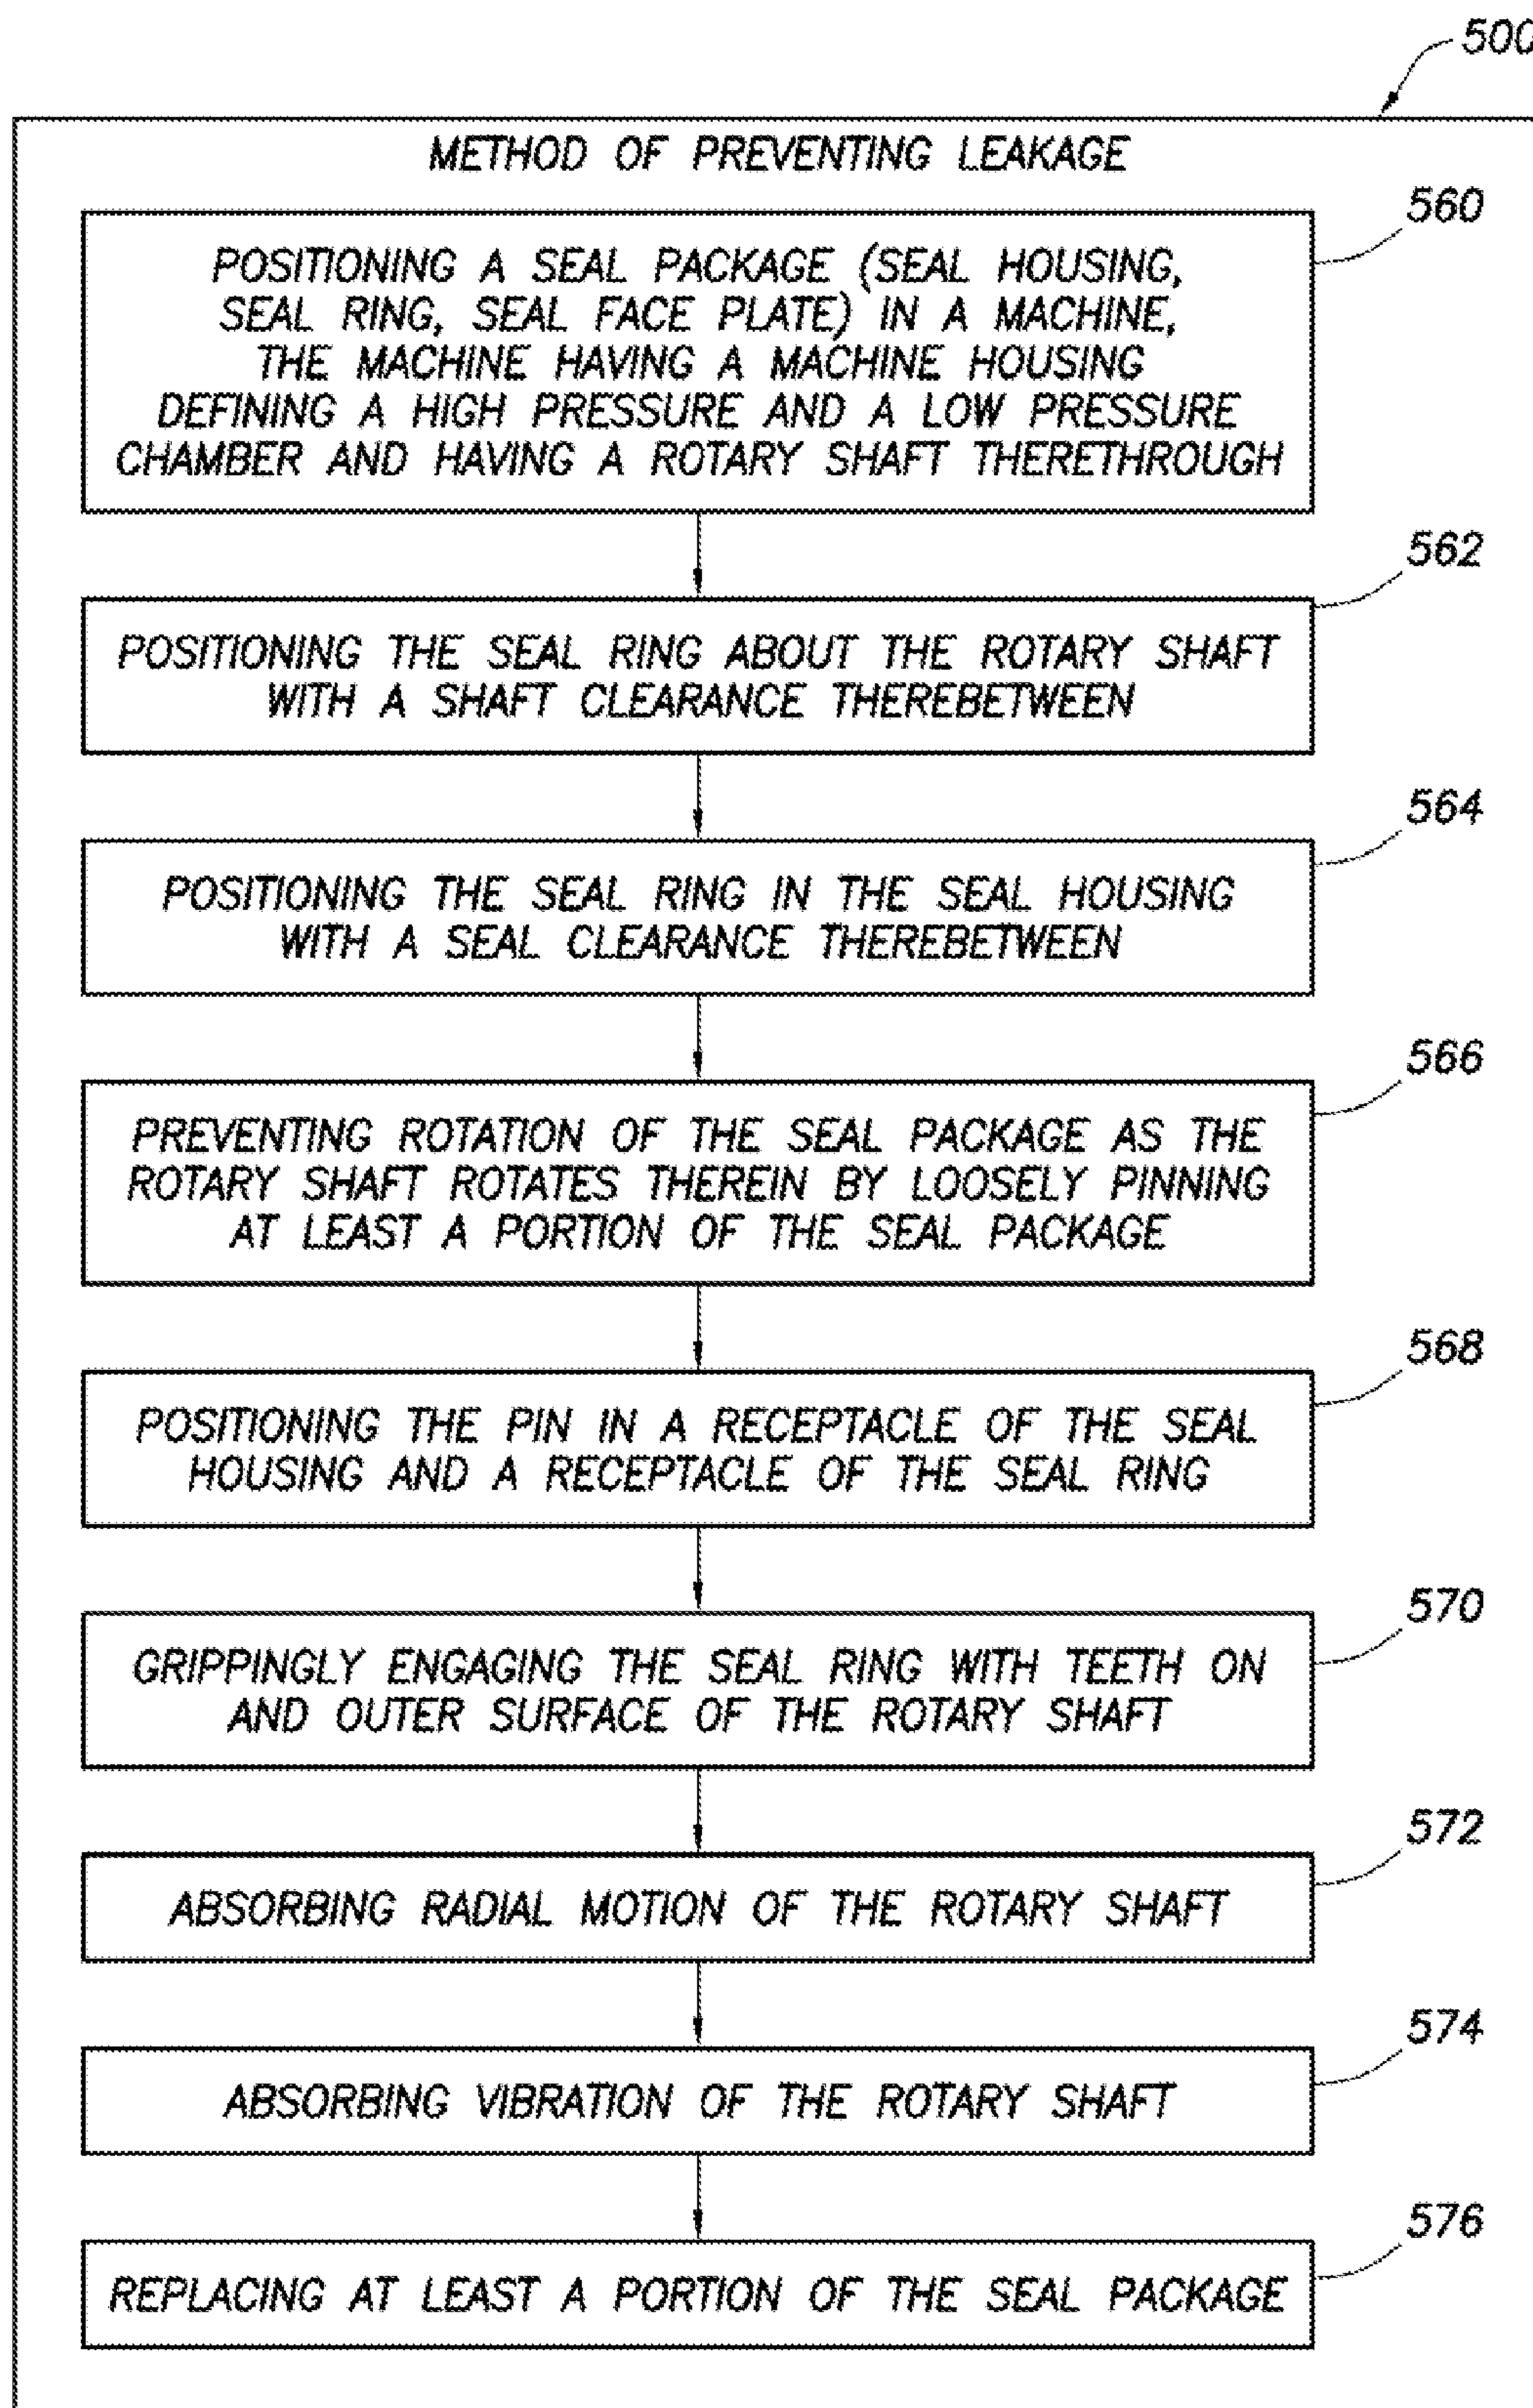 500
METHOD OF PREVENTING LEAKAGE
560
POSITIONING A SEAL PACKAGE (SEAL HOUSING,
SEAL RING, SEAL FACE PLATE) IN A MACHINE,
THE MACHINE HAVING A MACHINE HOUSING
DEFINING A HIGH PRESSURE AND A LOW PRESSURE
CHAMBER AND HAVING A ROTARY SHAFT THERETHROUGH
562
POSITIONING THE SEAL RING ABOUT THE ROTARY SHAFT
WITH A SHAFT CLEARANCE THEREBETWEEN
564
POSITIONING THE SEAL RING IN THE SEAL HOUSING
WITH A SEAL CLEARANCE THEREBETWEEN
566
PREVENTING ROTATION OF THE SEAL PACKAGE AS THE
ROTARY SHAFT ROTATES THEREIN BY LOOSELY PINNING
AT LEAST A PORTION OF THE SEAL PACKAGE
568
POSITIONING THE PIN IN A RECEPTACLE OF THE SEAL
HOUSING AND A RECEPTACLE OF THE SEAL RING
570
GRIPPINGLY ENGAGING THE SEAL RING WITH TEETH ON
AND OUTER SURFACE OF THE ROTARY SHAFT
572
ABSORBING RADIAL MOTION OF THE ROTARY SHAFT
574
ABSORBING VIBRATION OF THE ROTARY SHAFT
576
REPLACING AT LEAST A PORTION OF THE SEAL PACKAGE